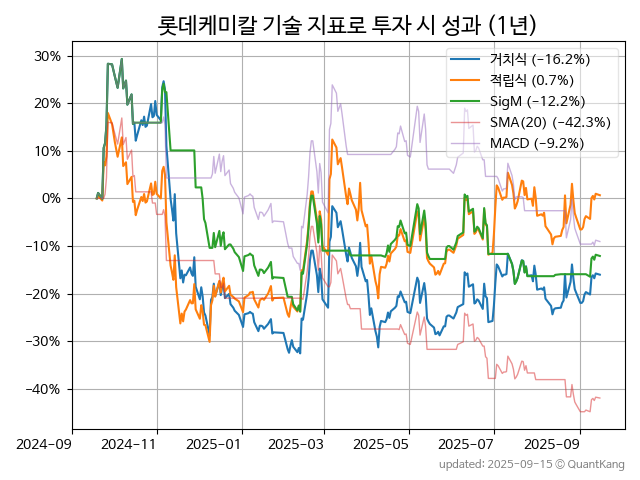 롯데케미칼 기술 지표로 투자 시 성과 (1년)
거치식 (−16.2%)
적립식 (0.7%)
SigM (−12.2%)
SMA(20) (−42.3%)
MACD (−9.2%)
30%
20%
10%
0%
−10%
−20%
−30%
−40%
2024-09 2024-11 2025-01 2025-03 2025-05 2025-07 2025-09
updated: 2025-09-15 © QuantKang